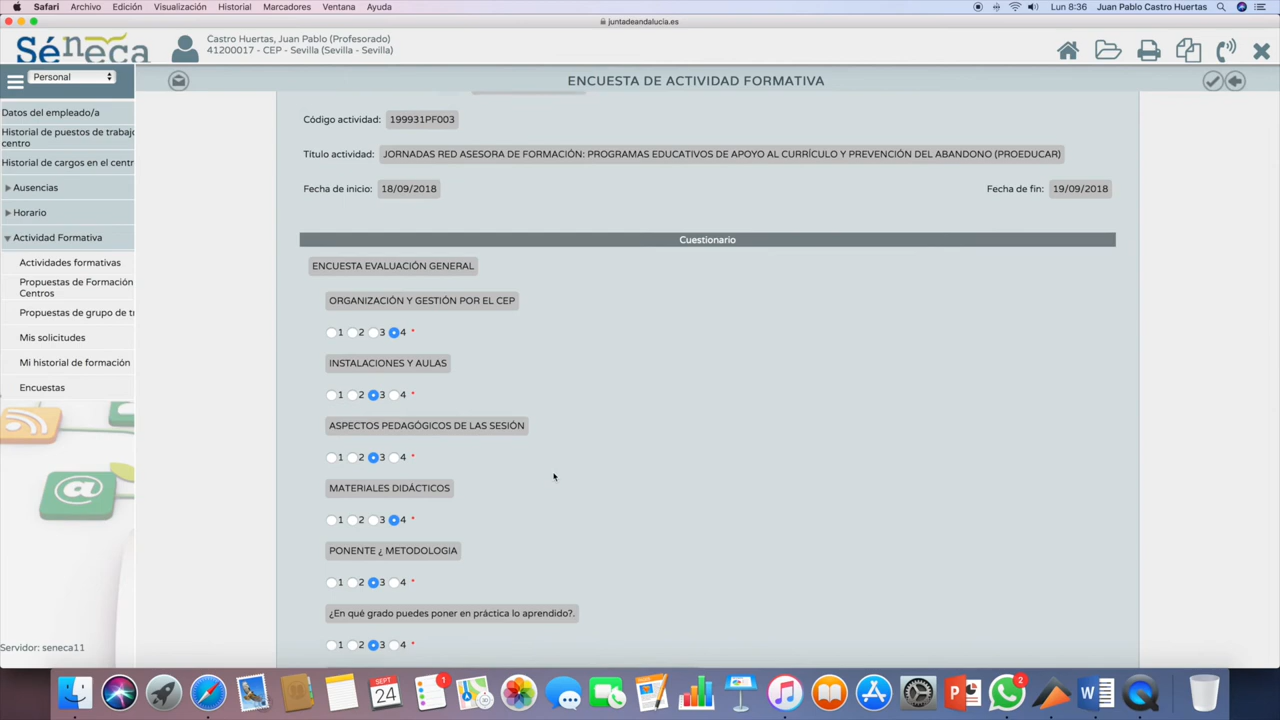 Safari Archivo Edición Visualización Historial Marcadores Ventana Ayuda Lun 8:36 Juan Pablo Castro Huertas
juntadeandalucia.es
Séneca
Castro Huertas, Juan Pablo (Profesorado)
41200017 - CEP - Sevilla (Sevilla - Sevilla)
Personal
ENCUESTA DE ACTIVIDAD FORMATIVA
Datos del empleado/a
Historial de puestos de trabajo
centro
Historial de cargos en el centr
Ausencias
Horario
Actividad Formativa
Actividades formativas
Propuestas de Formación
Centros
Propuestas de grupo de tr
Mis solicitudes
Mi historial de formación
Encuestas
Servidor: seneca11
Código actividad: 199931PF003
Titulo actividad: JORNADAS RED ASESORA DE FORMACIÓN: PROGRAMAS EDUCATIVOS DE APOYO AL CURRÍCULO Y PREVENCIÓN DEL ABANDONO (PROEDUCAR)
Fecha de inicio: 18/09/2018 Fecha de fin: 19/09/2018
Cuestionario
ENCUESTA EVALUACIÓN GENERAL
ORGANIZACIÓN Y GESTIÓN POR EL CEP
1 2 3 4 *
INSTALACIONES Y AULAS
1 2 3 4 *
ASPECTOS PEDAGÓGICOS DE LAS SESIÓN
1 2 3 4 *
MATERIALES DIDÁCTICOS
1 2 3 4 *
PONENTE ¿ METODOLOGIA
1 2 3 4 *
¿En qué grado puedes poner en práctica lo aprendido?.
1 2 3 4 *
SEPT
24
1
2
P
W